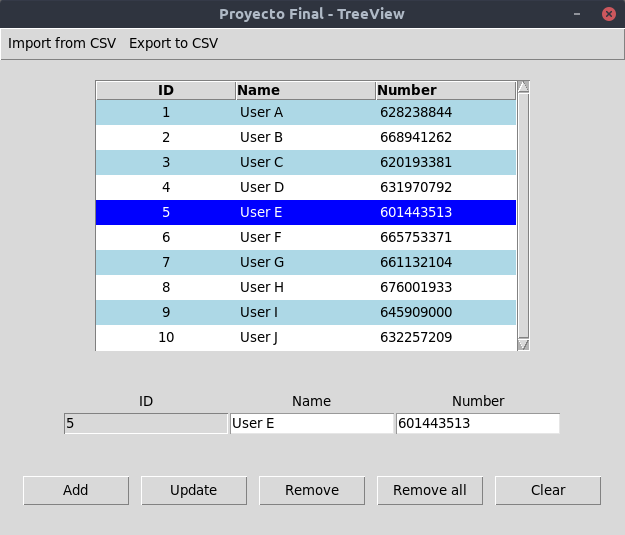 Proyecto Final - TreeView
Import from CSV Export to CSV
ID Name Number
1 User A 628238844
2 User B 668941262
3 User C 620193381
4 User D 631970792
5 User E 601443513
6 User F 665753371
7 User G 661132104
8 User H 676001933
9 User I 645909000
10 User J 632257209
ID Name Number
5 User E 601443513
Add Update Remove Remove all Clear